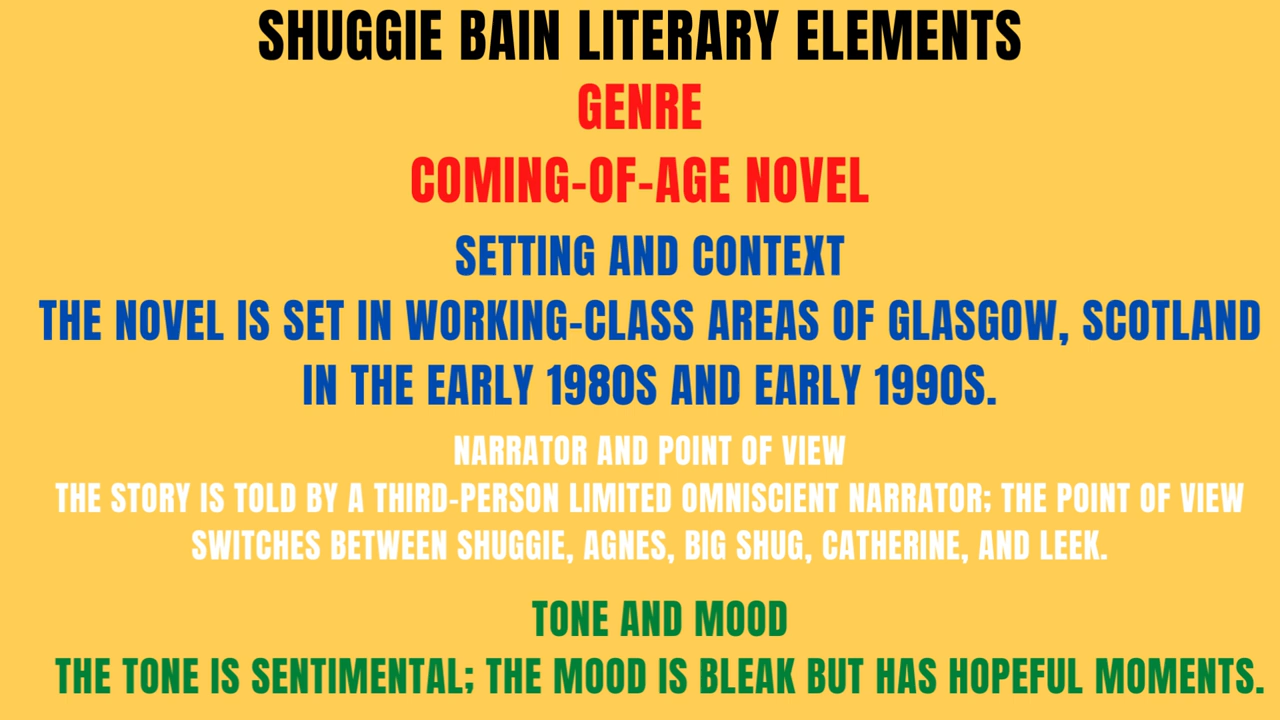 SHUGGIE BAIN LITERARY ELEMENTS
GENRE
COMING-OF-AGE NOVEL
SETTING AND CONTEXT
THE NOVEL IS SET IN WORKING-CLASS AREAS OF GLASGOW, SCOTLAND
IN THE EARLY 1980S AND EARLY 1990S.
NARRATOR AND POINT OF VIEW
THE STORY IS TOLD BY A THIRD-PERSON LIMITED OMNISCIENT NARRATOR; THE POINT OF VIEW
SWITCHES BETWEEN SHUGGIE, AGNES, BIG SHUG, CATHERINE, AND LEEK.
TONE AND MOOD
THE TONE IS SENTIMENTAL; THE MOOD IS BLEAK BUT HAS HOPEFUL MOMENTS.